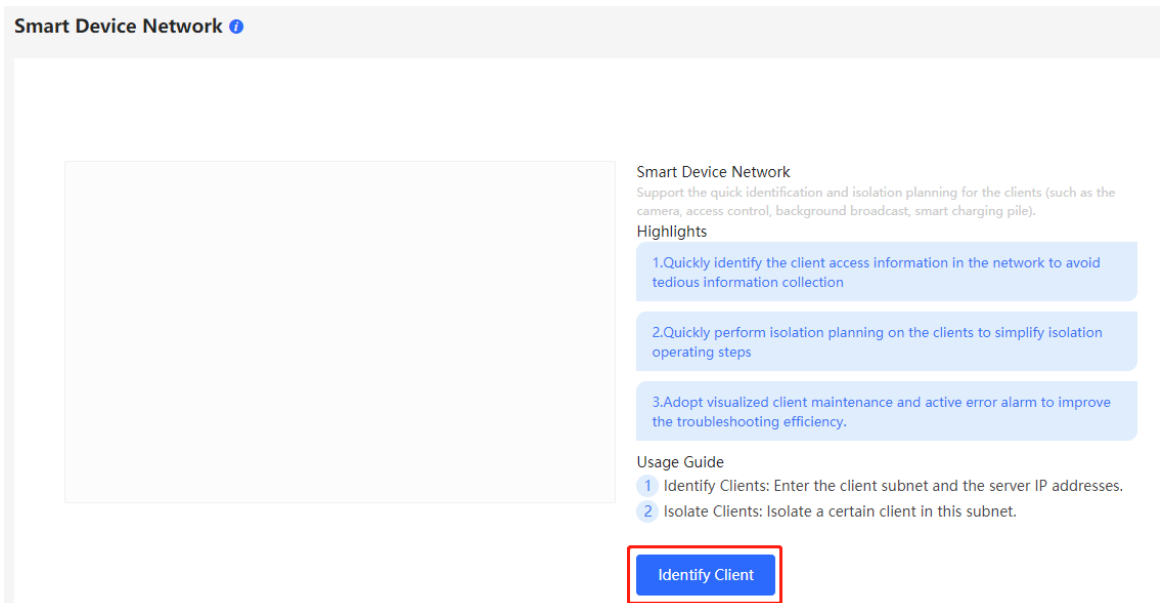 Smart Device Network
Smart Device Network
Support the quick identification and isolation planning for the clients (such as the
camera, access control, background broadcast, smart charging pile).
Highlights
1.Quickly identify the client access information in the network to avoid
tedious information collection
2.Quickly perform isolation planning on the clients to simplify isolation
operating steps
3.Adopt visualized client maintenance and active error alarm to improve
the troubleshooting efficiency.
Usage Guide
1 Identify Clients: Enter the client subnet and the server IP addresses.
2 Isolate Clients: Isolate a certain client in this subnet.
Identify Client